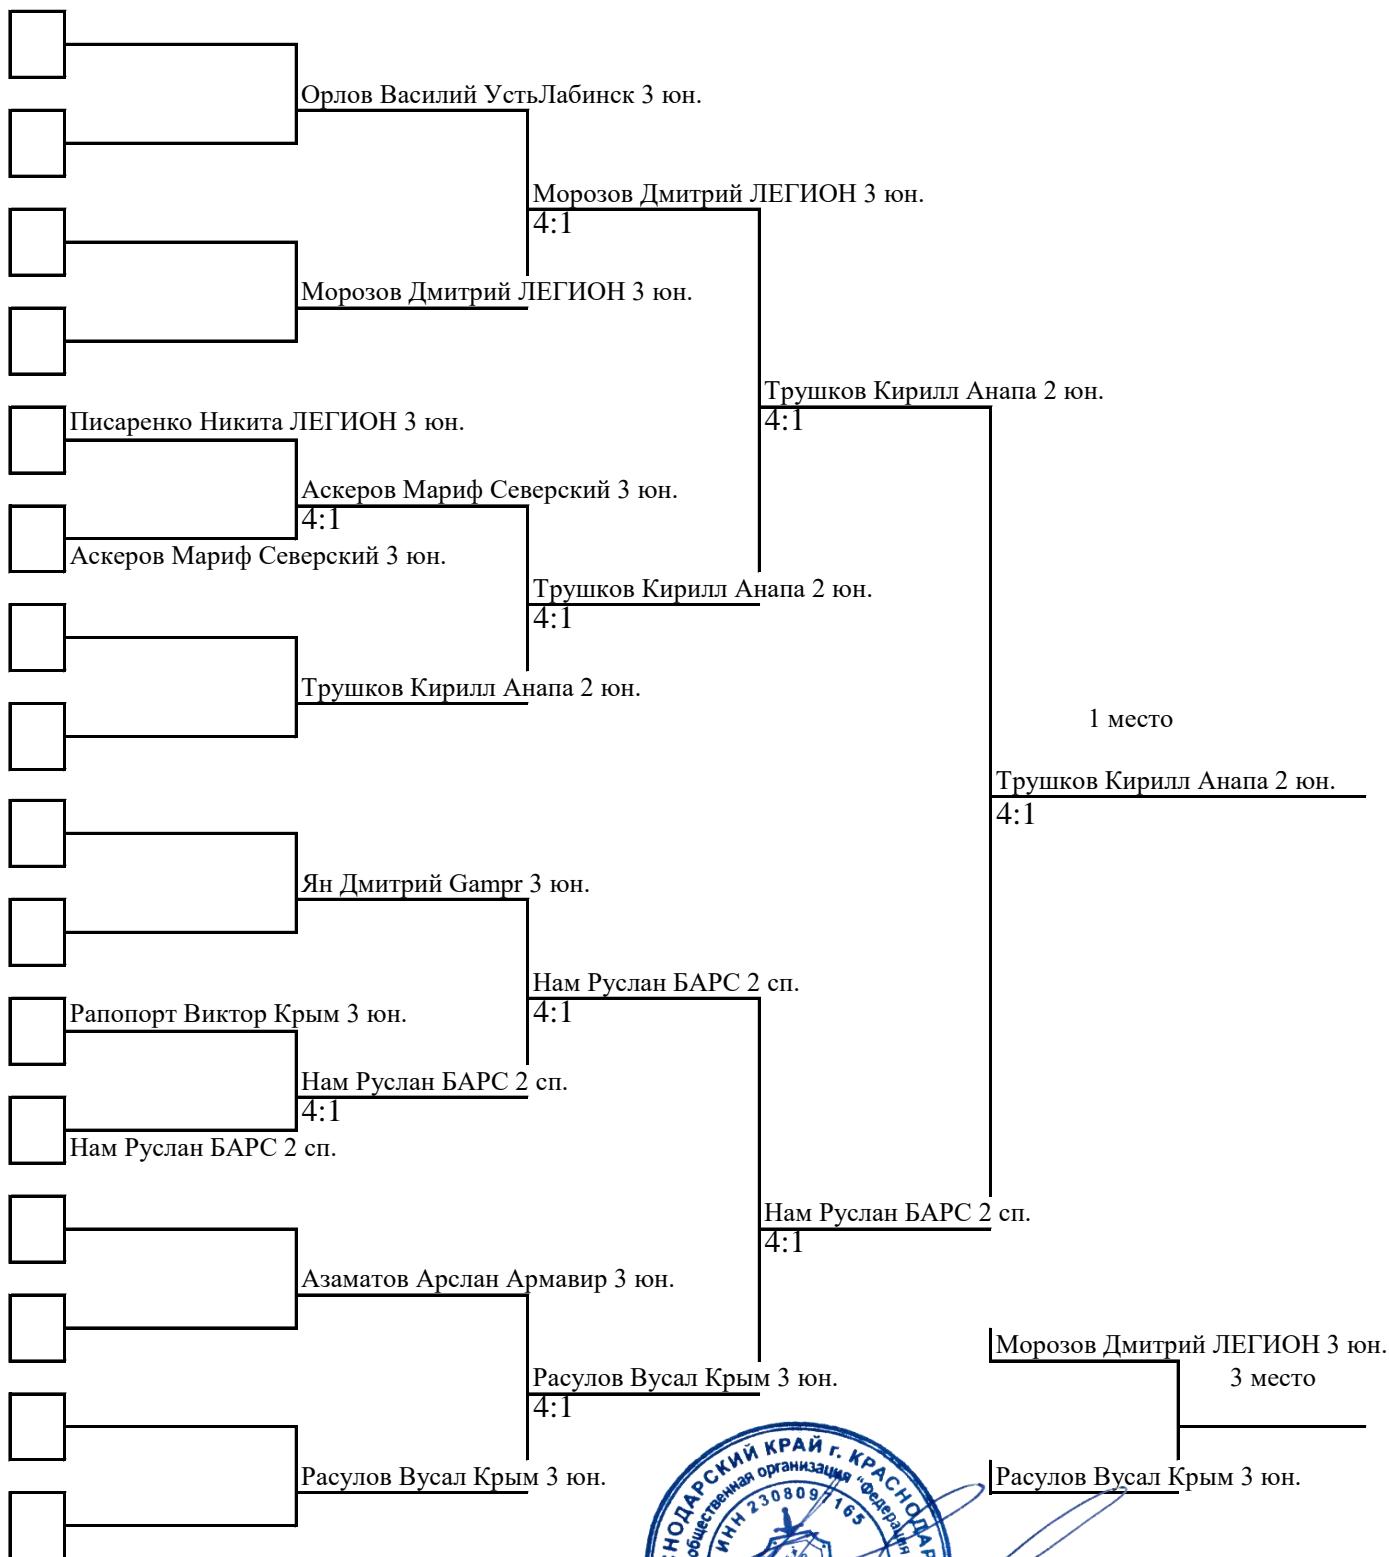 Орлов Василий УстьЛабинск 3 юн.
Морозов Дмитрий ЛЕГИОН 3 юн.
4:1
Морозов Дмитрий ЛЕГИОН 3 юн.
Трушков Кирилл Анапа 2 юн.
4:1
Писаренко Никита ЛЕГИОН 3 юн.
Аскеров Мариф Северский 3 юн.
4:1
Аскеров Мариф Северский 3 юн.
Трушков Кирилл Анапа 2 юн.
4:1
Трушков Кирилл Анапа 2 юн.
1 место
Трушков Кирилл Анапа 2 юн.
4:1
Ян Дмитрий Gampr 3 юн.
Нам Руслан БАРС 2 сп.
4:1
Рапопорт Виктор Крым 3 юн.
Нам Руслан БАРС 2 сп.
4:1
Нам Руслан БАРС 2 сп.
Нам Руслан БАРС 2 сп.
4:1
Азаматов Арслан Армавир 3 юн.
Морозов Дмитрий ЛЕГИОН 3 юн.
3 место
Расулов Вусал Крым 3 юн.
4:1
Расулов Вусал Крым 3 юн.
Расулов Вусал Крым 3 юн.
КРАЙ г.
общественная организация "Федерация
ИНН 2308097165